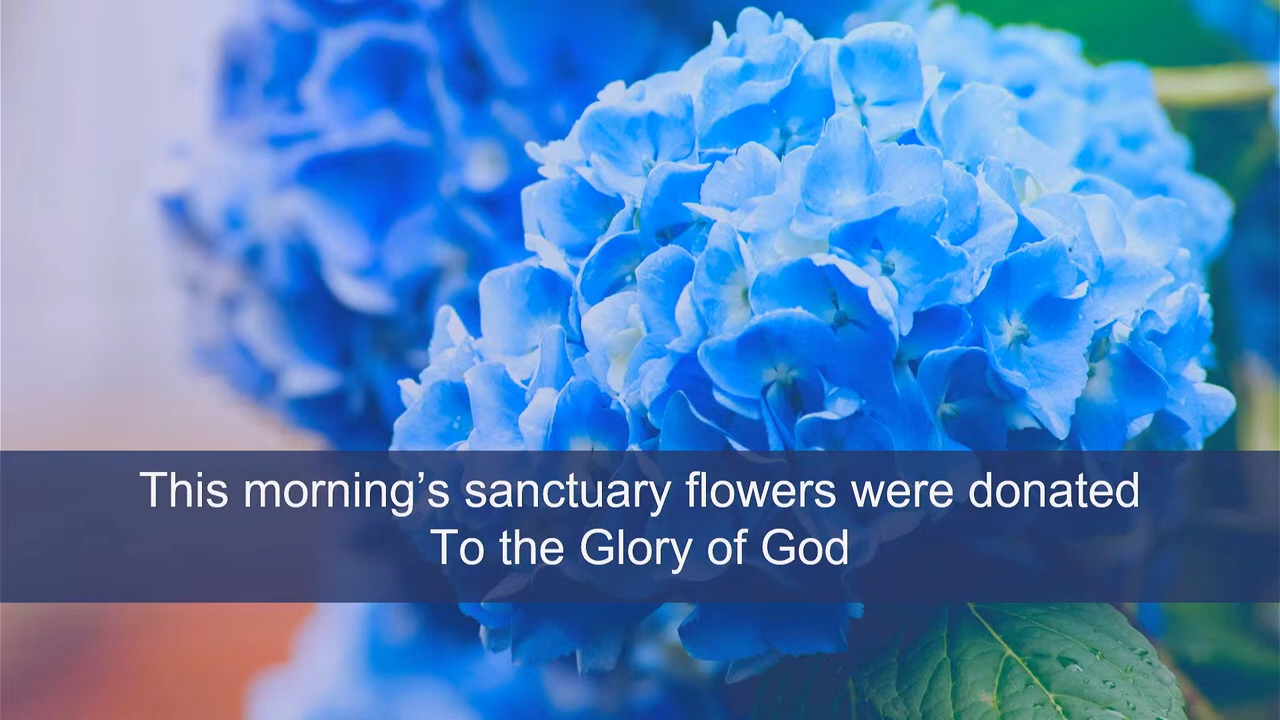 This morning’s sanctuary flowers were donated
To the Glory of God